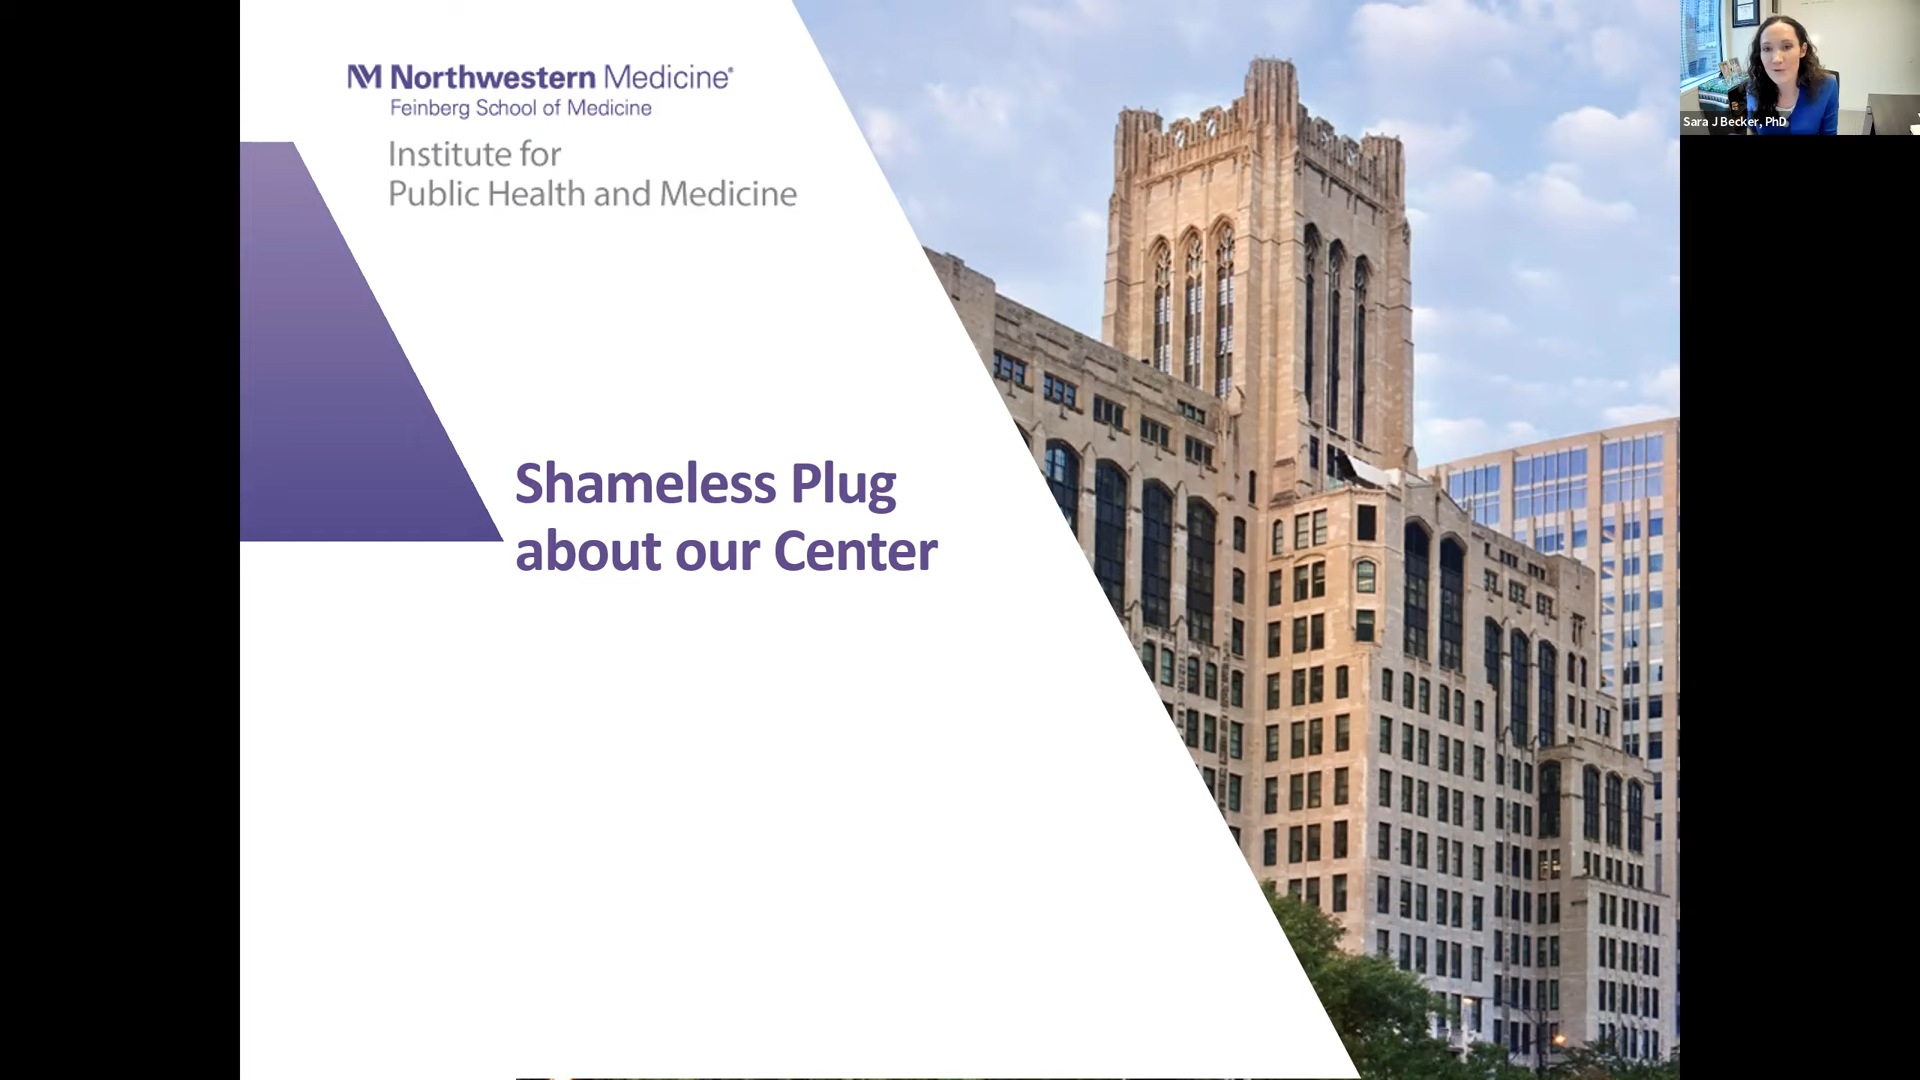 Northwestern Medicine®
Feinberg School of Medicine
Institute for
Public Health and Medicine
Shameless Plug
about our Center
Sara J Becker, PhD